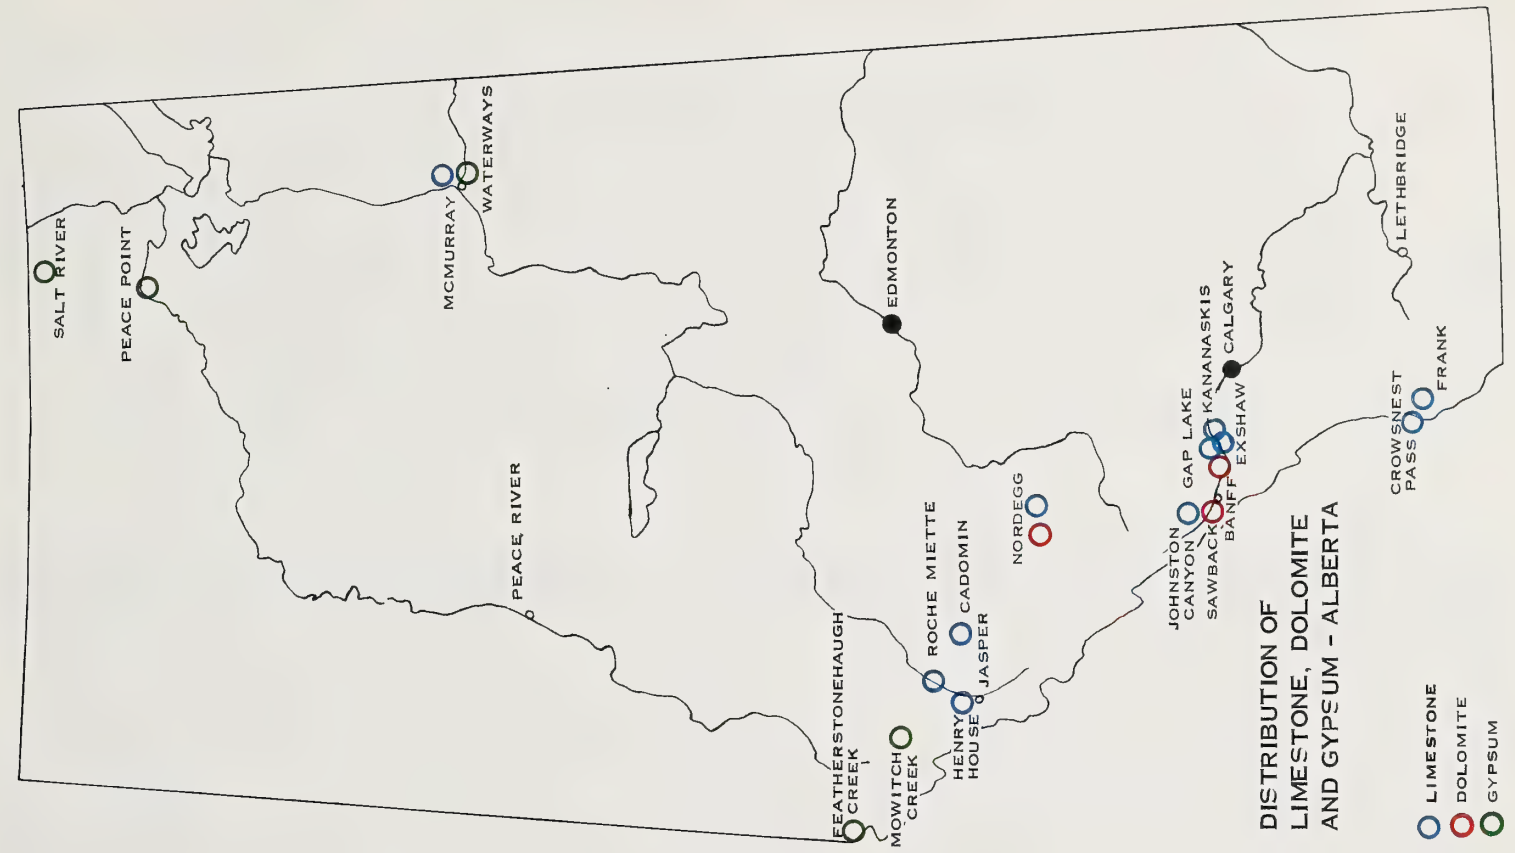 SALT RIVER
PEACE POINT
MCMURRAY
WATERWAYS
PEACE RIVER
EDMONTON
FEATHERSTONEHAUGH
CREEK
MOWITCH
CREEK
ROCHE MIETTE
CADOMIN
HENRY
HOUSE
JASPER
NORDEGG
JOHNSTON
CANYON
SAWBACK
BANFF
GAP LAKE
KANANASKIS
EXSHAW
CALGARY
LETHBRIDGE
CROWSNEST
PASS
FRANK
DISTRIBUTION OF
LIMESTONE, DOLOMITE
AND GYPSUM - ALBERTA
LIMESTONE
DOLOMITE
GYPSUM